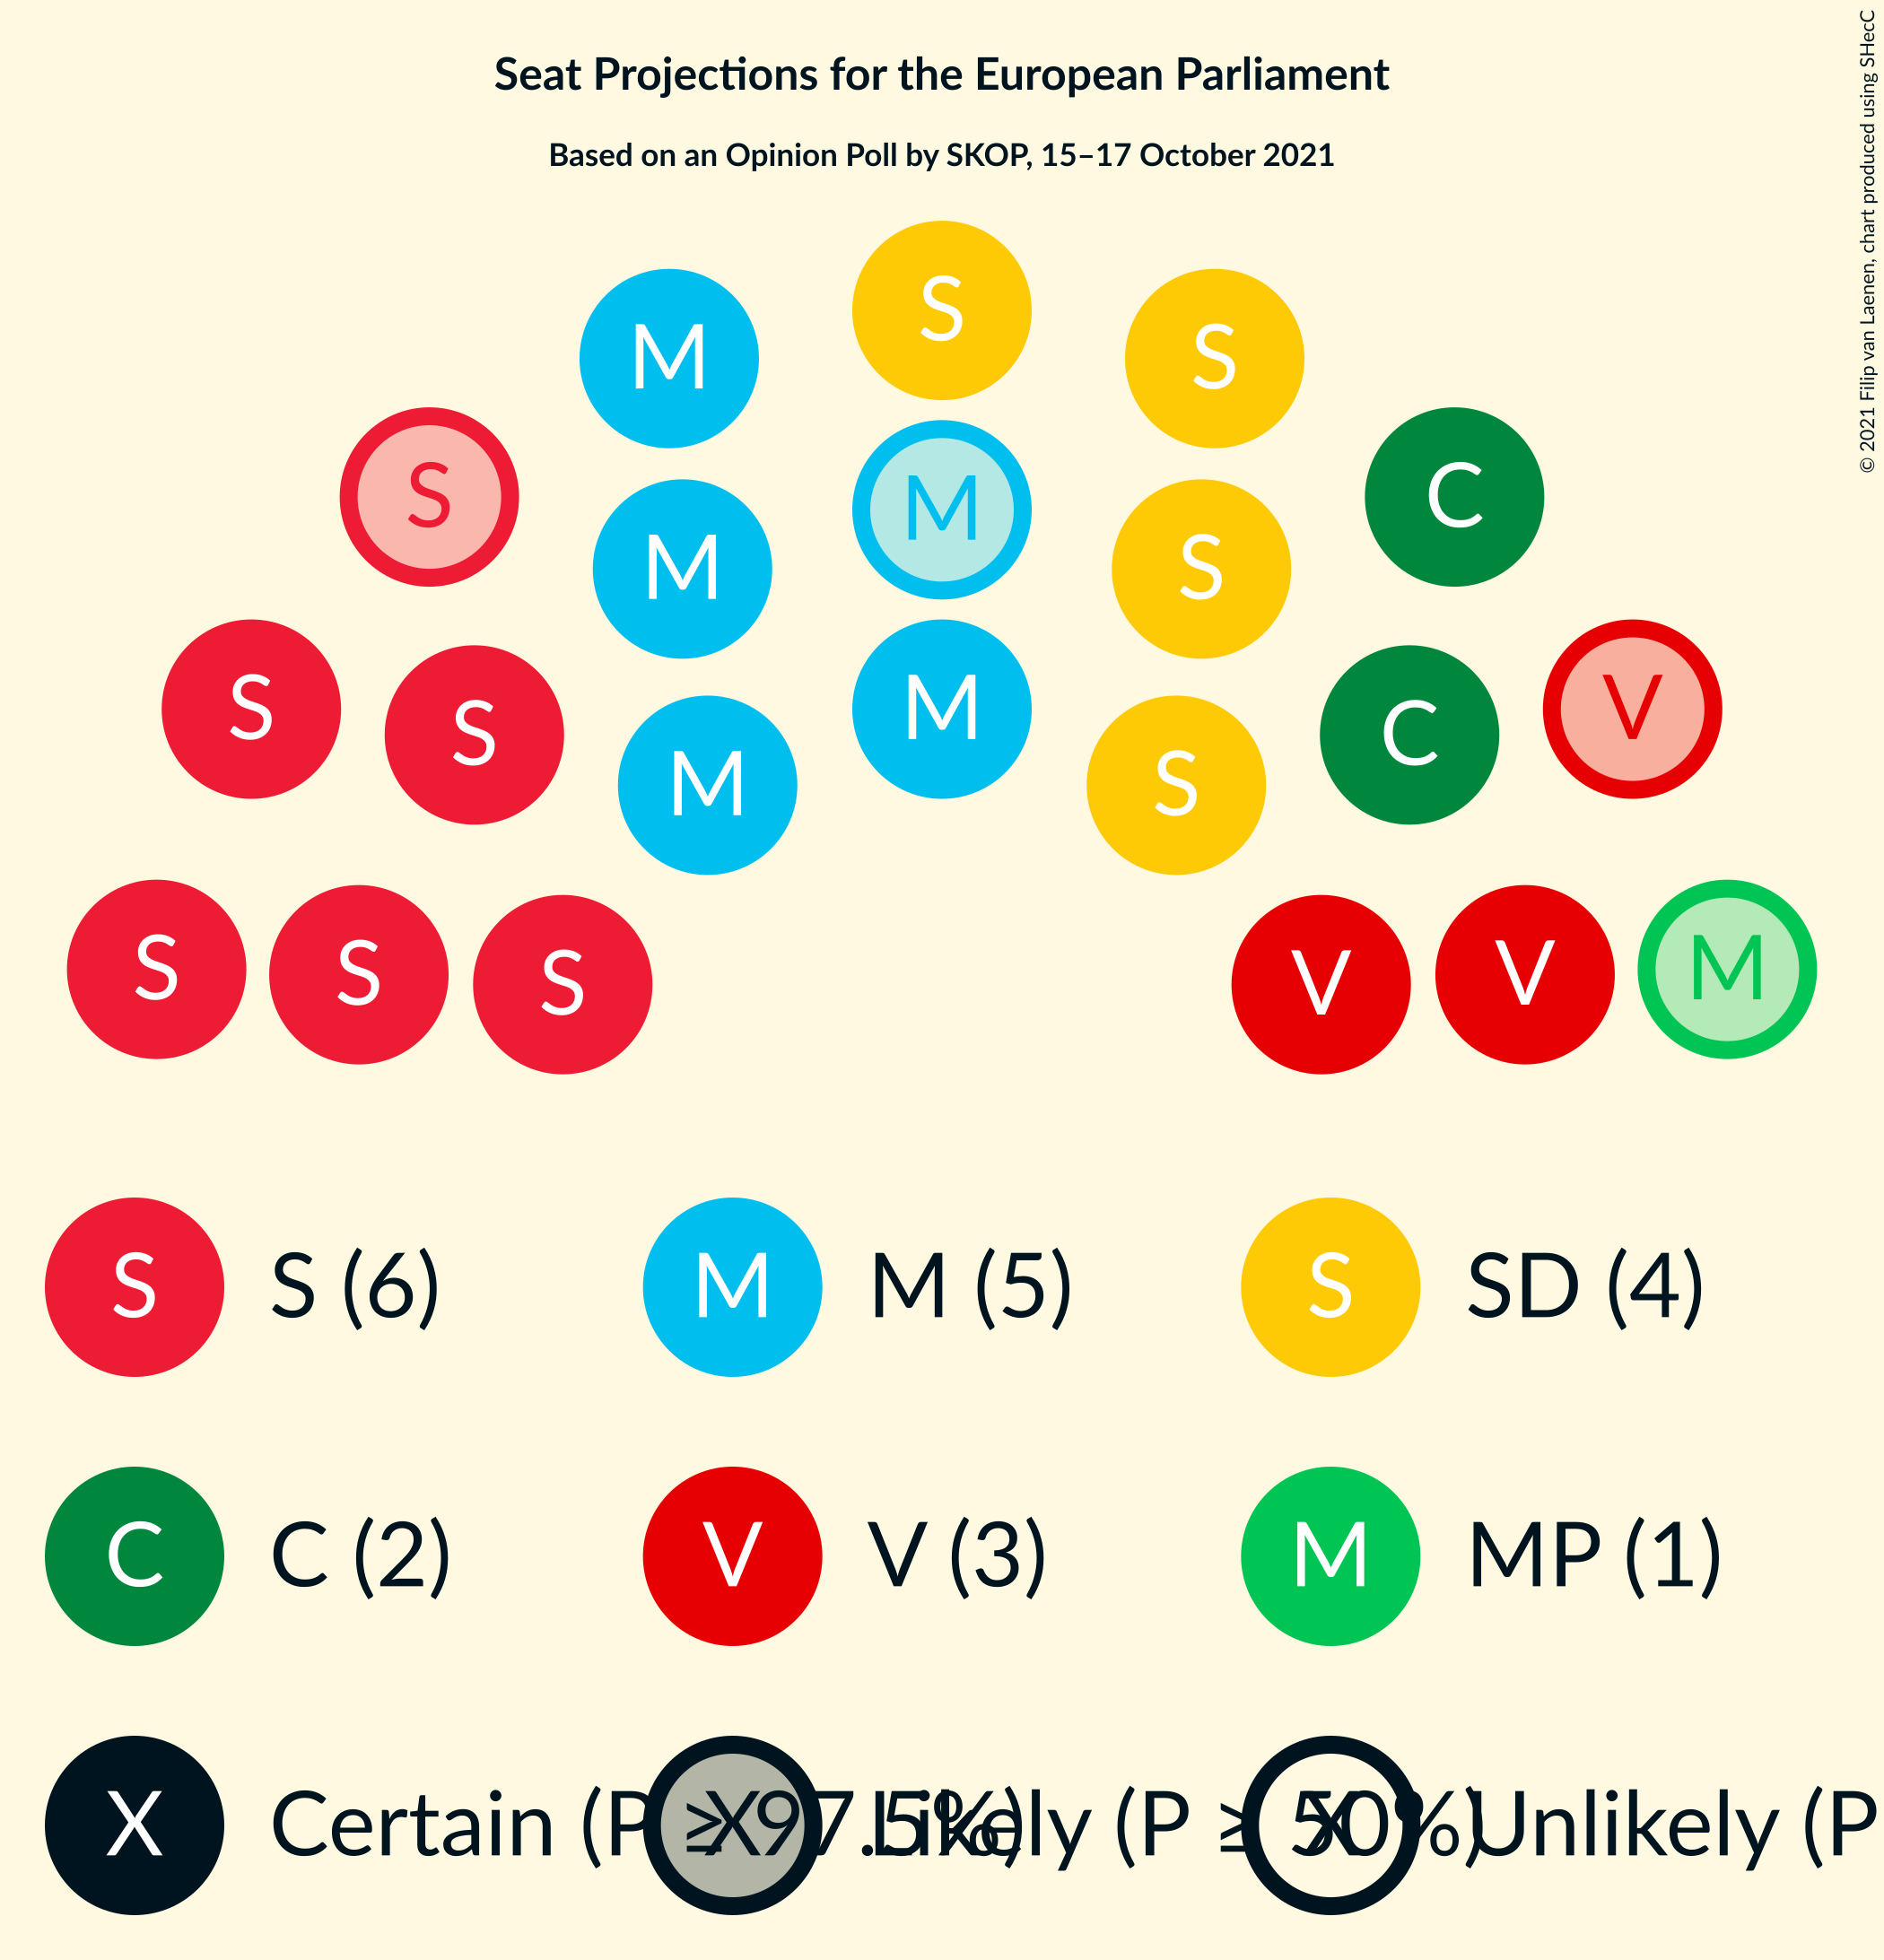 Seat Projections for the European Parliament
Based on an Opinion Poll by SKOP, 15–17 October 2021
© 2021 Filip van Laenen, chart produced using SHecC
S
M S
S M C
S M S
S M V
S M C
M S
S S S V V M
S S (6) M M (5) S SD (4)
C C (2) V V (3) M MP (1)
X Certain (P ≥ 97.5%) X Likely (P ≥ 50%) X Unlikely (P